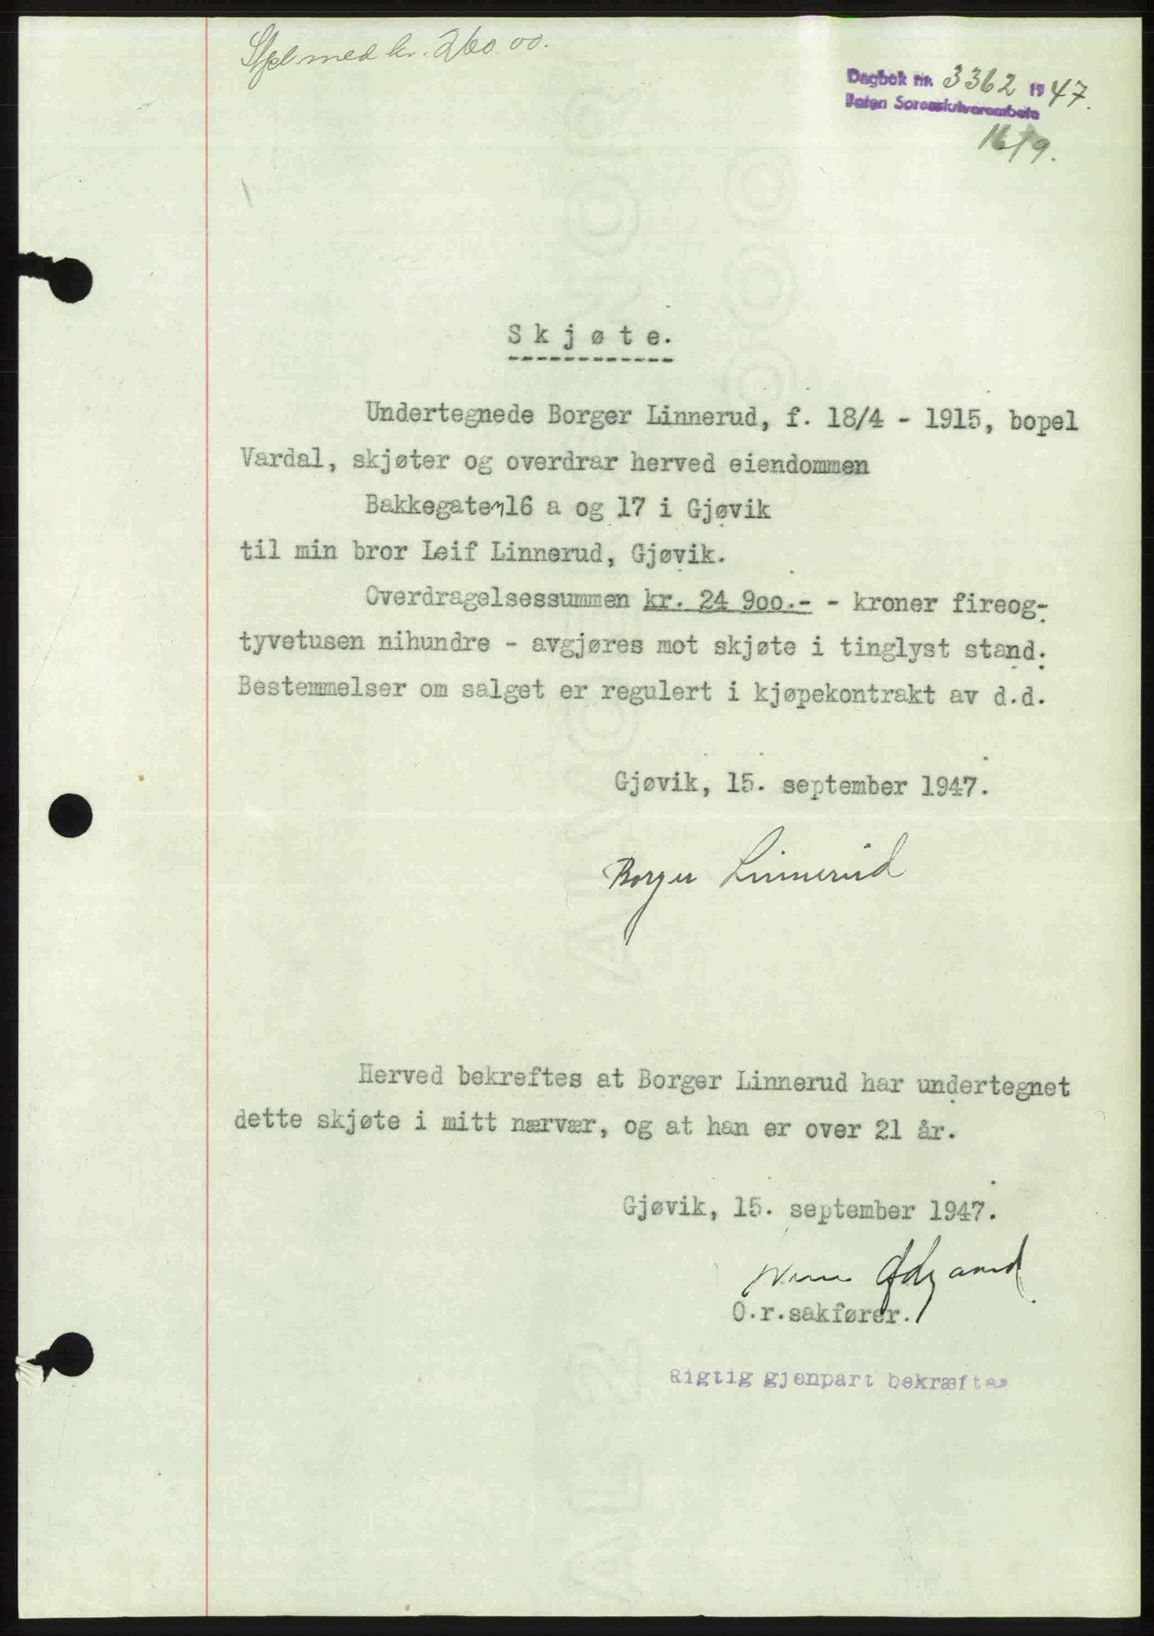 Stpl med kr. 260.00.
Dagbok nr. 3362 1947.
Toten Sorenskriverembete
16/9.
Skjøte.
Undertegnede Borger Linnerud, f. 18/4 - 1915, bopel
Vardal, skjøter og overdrar herved eiendommen
Bakkegaten 16 a og 17 i Gjøvik
til min bror Leif Linnerud, Gjøvik.
Overdragelsessummen kr. 24 900.- - kroner fireog-
tyvetusen nihundre - avgjøres mot skjøte i tinglyst stand.
Bestemmelser om salget er regulert i kjøpekontrakt av d.d.
Gjøvik, 15. september 1947.
Borger Linnerud
Herved bekreftes at Borger Linnerud har undertegnet
dette skjøte i mitt nærvær, og at han er over 21 år.
Gjøvik, 15. september 1947.
O.r.sakfører.
Rigtig gjenpart bekræftes